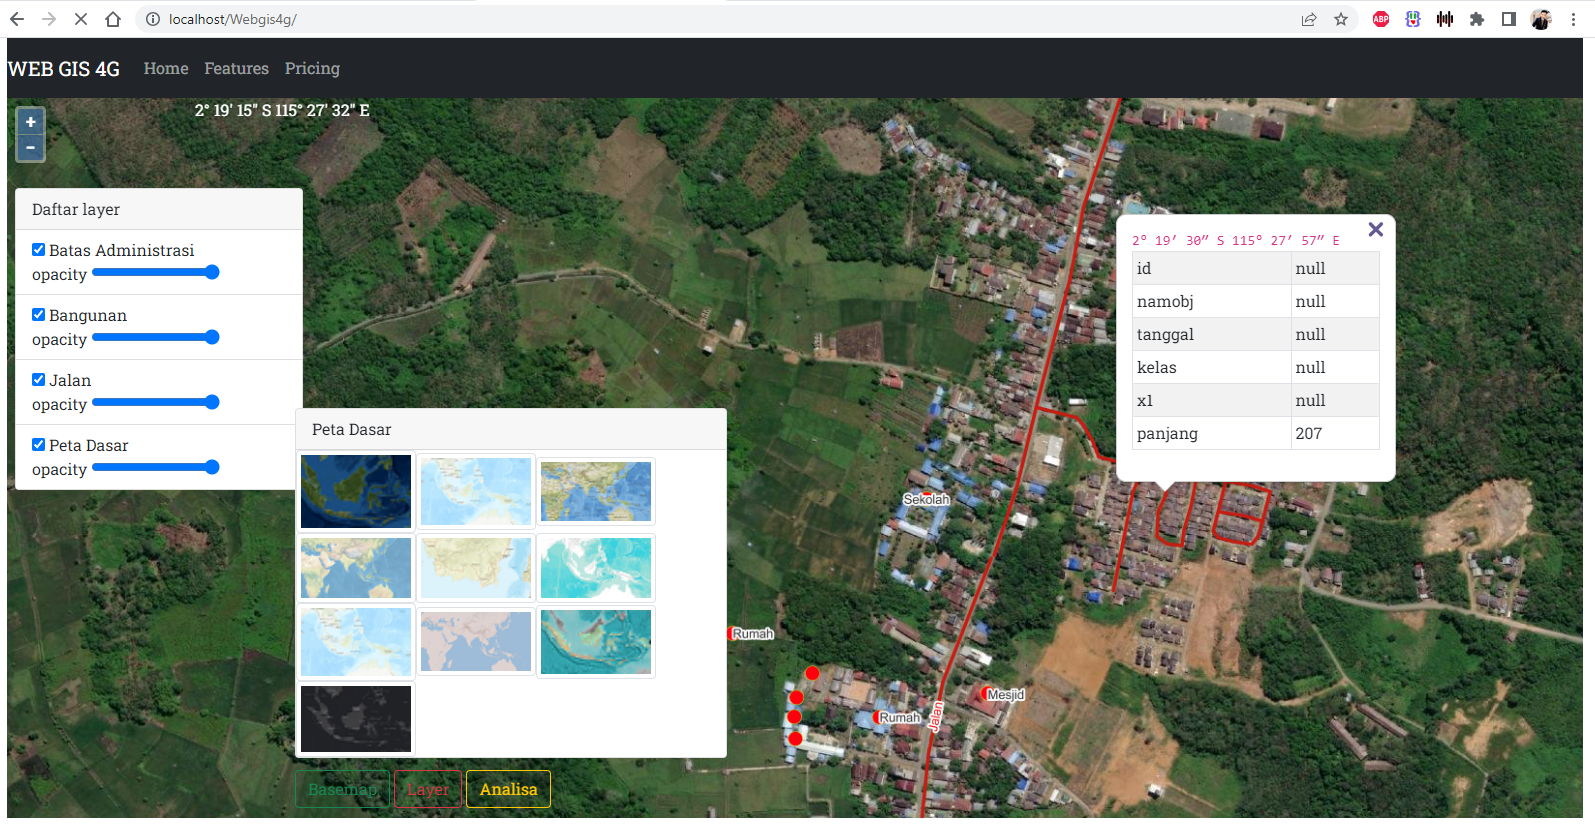 localhost/Webgis4g/
ABP
WEB GIS 4G Home Features Pricing
2° 19' 15" S 115° 27' 32" E
+
−
Daftar layer
Batas Administrasi
opacity
Bangunan
opacity
Jalan
opacity
Peta Dasar
opacity
Peta Dasar
Basemap Layer Analisa
2° 19′ 30″ S 115° 27′ 57″ E
id null
namobj null
tanggal null
kelas null
x1 null
panjang 207
Sekolah
Rumah
Mesjid
Rumah
Jalan